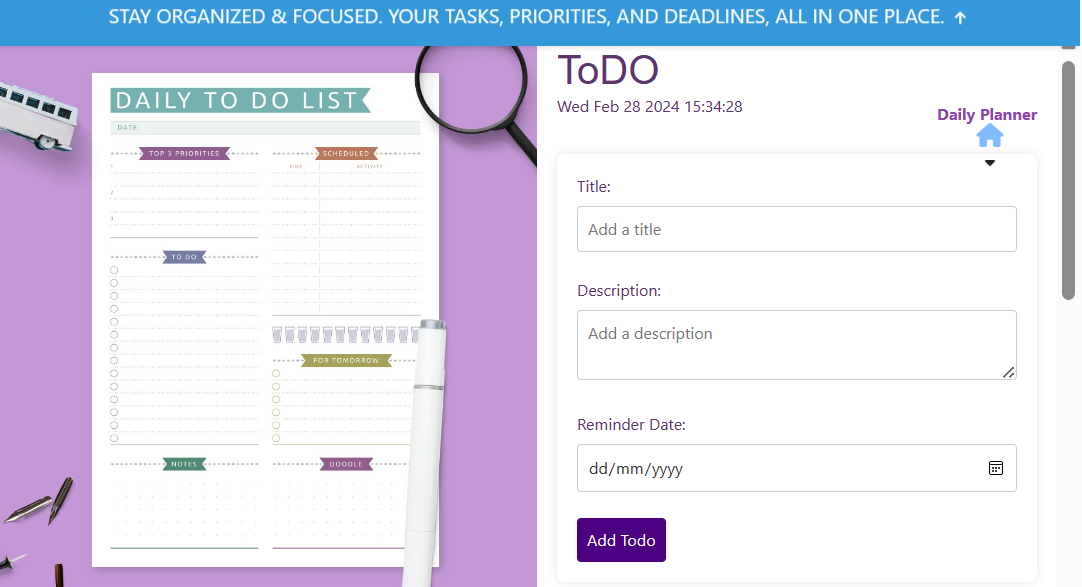 STAY ORGANIZED & FOCUSED. YOUR TASKS, PRIORITIES, AND DEADLINES, ALL IN ONE PLACE. ↑
DAILY TO DO LIST
DATE:
TOP 3 PRIORITIES
1
2
3
TO DO
NOTES
SCHEDULED
TIME ACTIVITY
FOR TOMORROW
DOODLE
ToDO
Wed Feb 28 2024 15:34:28
Daily Planner
Title:
Add a title
Description:
Add a description
Reminder Date:
dd/mm/yyyy
Add Todo